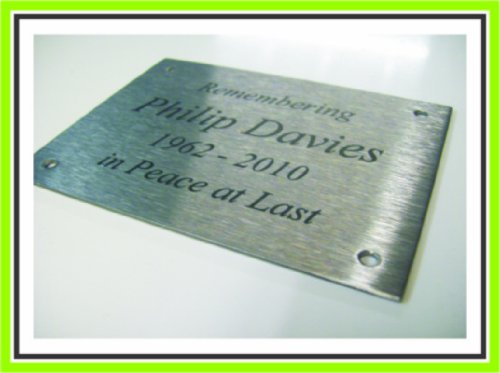 Remembering
Philip Davies
1962 - 2010
in Peace at Last